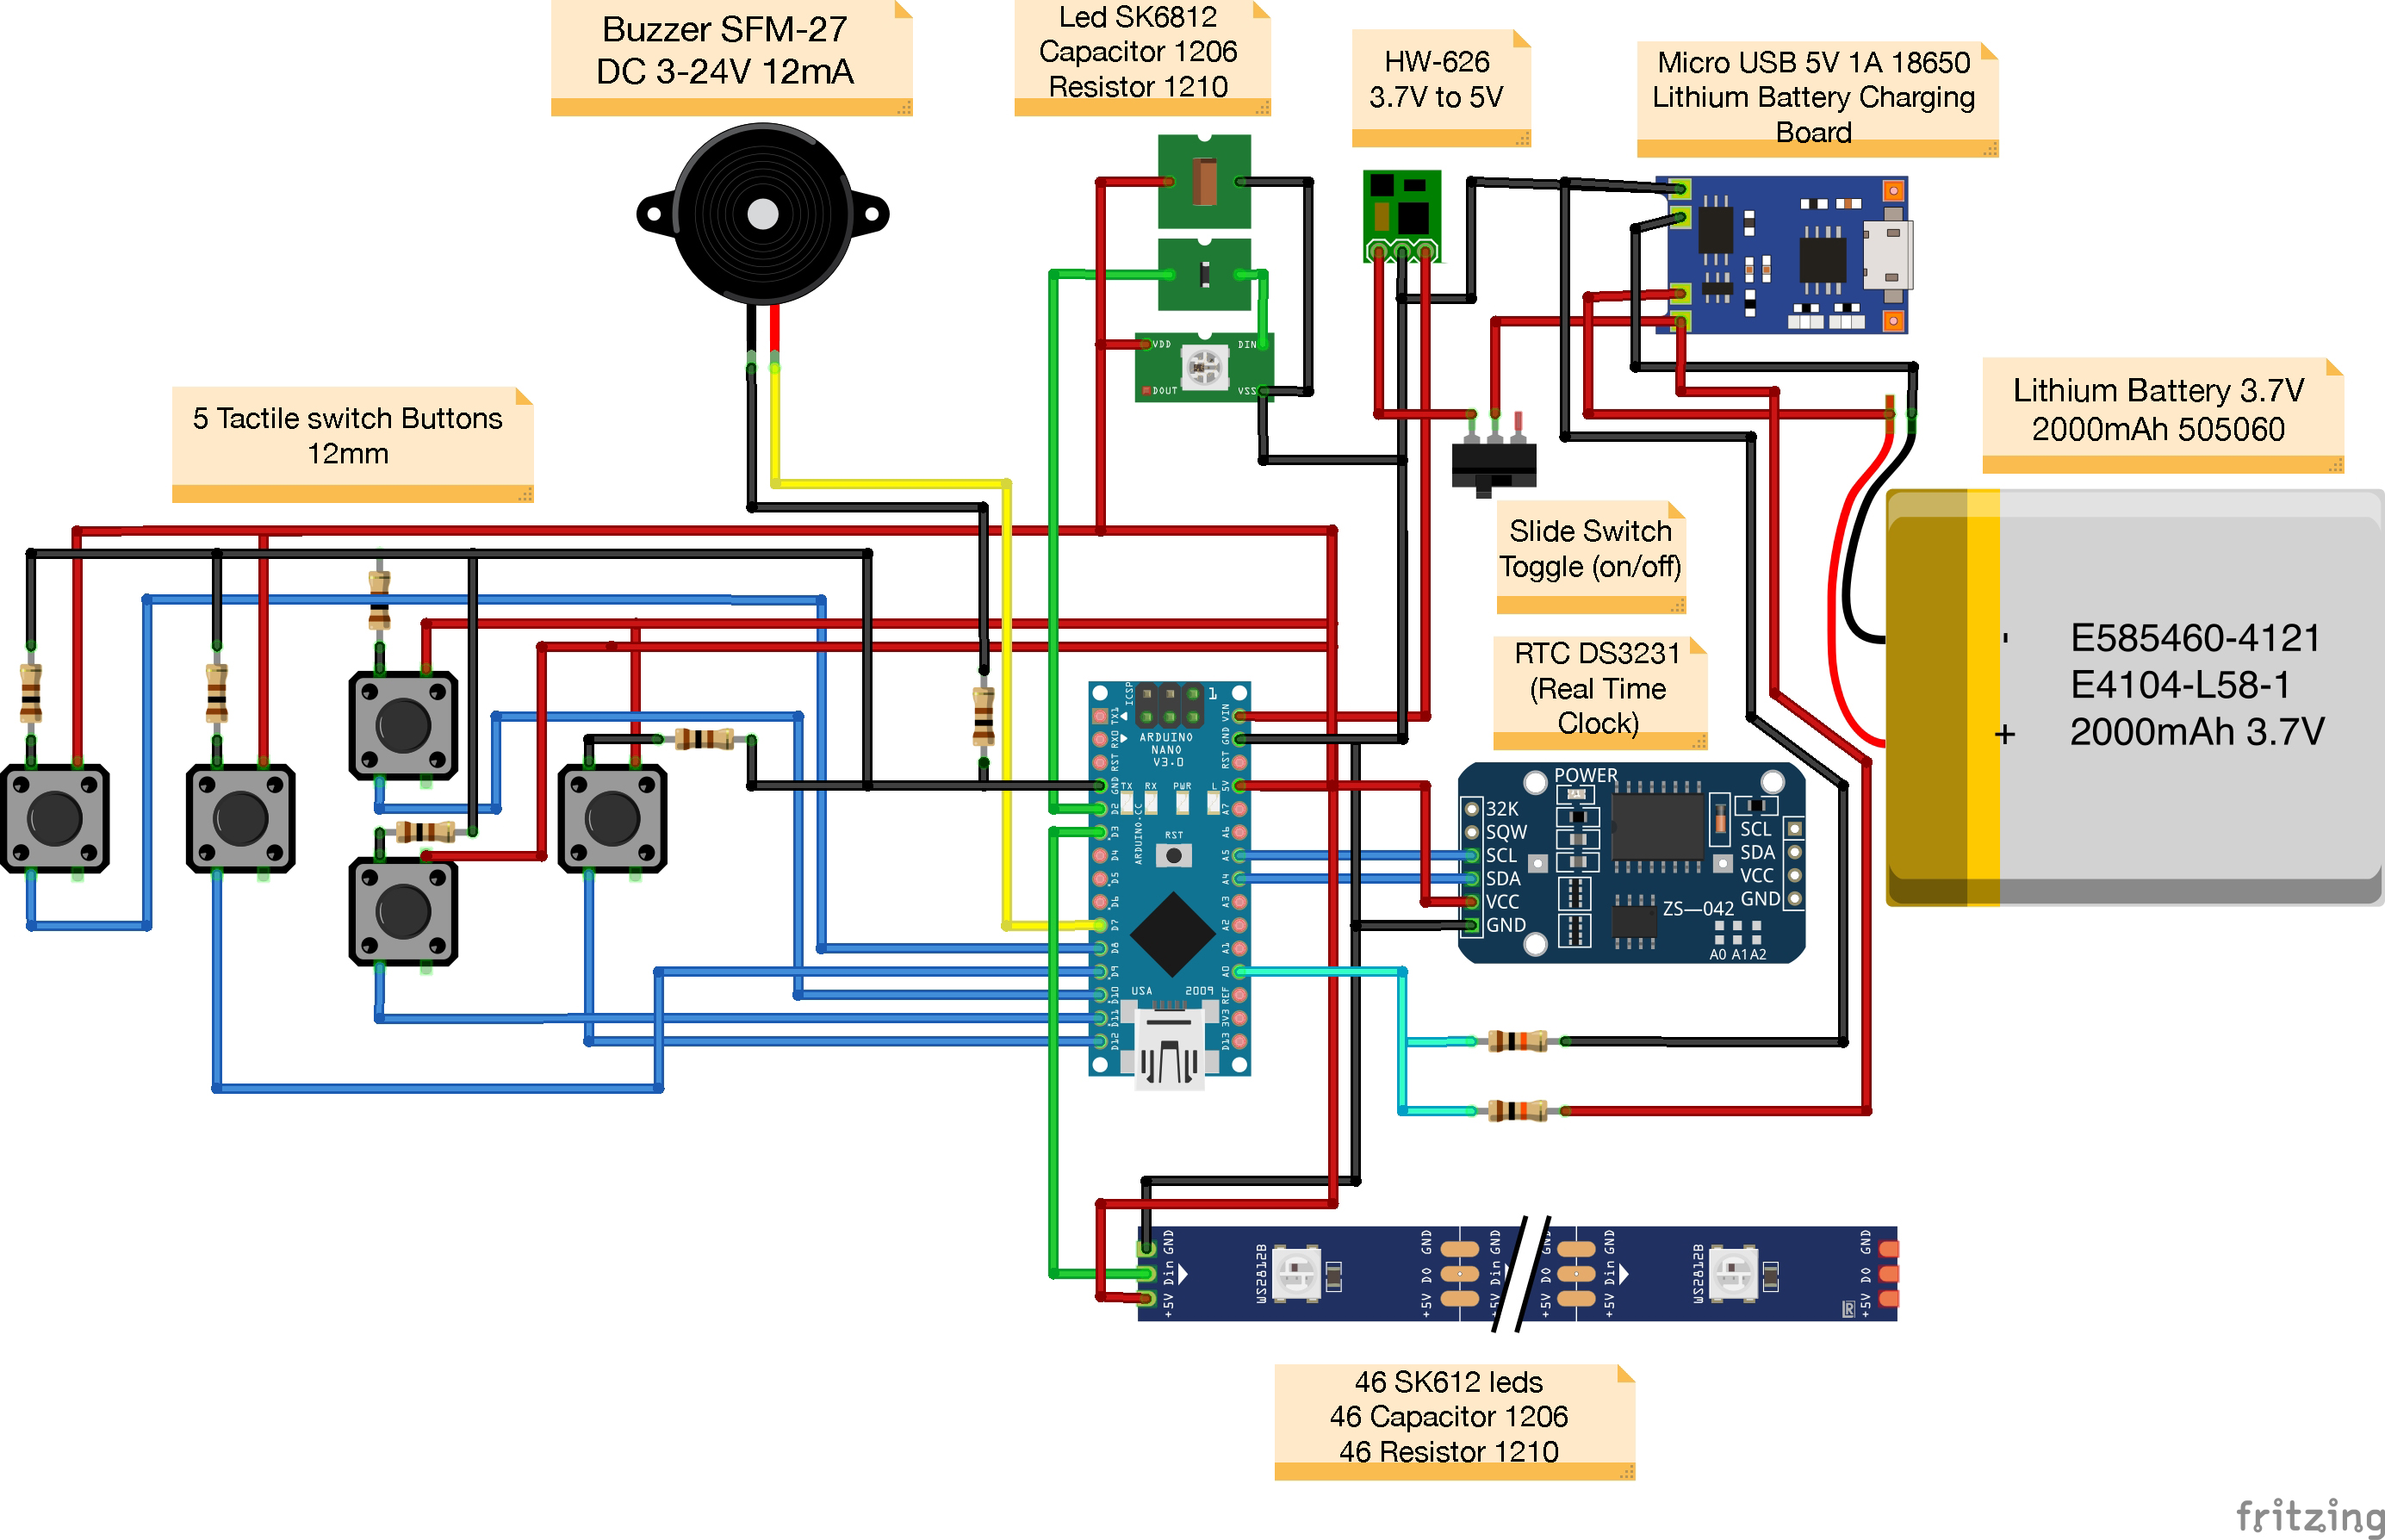 Buzzer SFM-27
DC 3-24V 12mA
Led SK6812
Capacitor 1206
Resistor 1210
HW-626
3.7V to 5V
Micro USB 5V 1A 18650
Lithium Battery Charging
Board
VDD
DIN
DOUT
VSS
5 Tactile switch Buttons
12mm
Lithium Battery 3.7V
2000mAh 505060
Slide Switch
Toggle (on/off)
RTC DS3231
(Real Time
Clock)
- E585460-4121
E4104-L58-1
+ 2000mAh 3.7V
ICSP
1
TX1
RX0
RST
GND
D2
D3
D4
D5
D6
D7
D8
D9
D10
D11
D12
ARDUINO
NANO
V3.0
TX
RX
PWR
L
ARDUINO.CC
RST
USA
2009
VIN
GND
RST
5V
A7
A6
A5
A4
A3
A2
A1
A0
REF
3V3
D13
POWER
32K
SQW
SCL
SDA
VCC
GND
SCL
SDA
VCC
GND
ZS—042
A0 A1 A2
GND
Din
+5V
WS2812B
GND
D0
+5V
GND
Din
+5V
GND
D0
+5V
GND
Din
+5V
WS2812B
GND
D0
+5V
46 SK612 leds
46 Capacitor 1206
46 Resistor 1210
fritzing